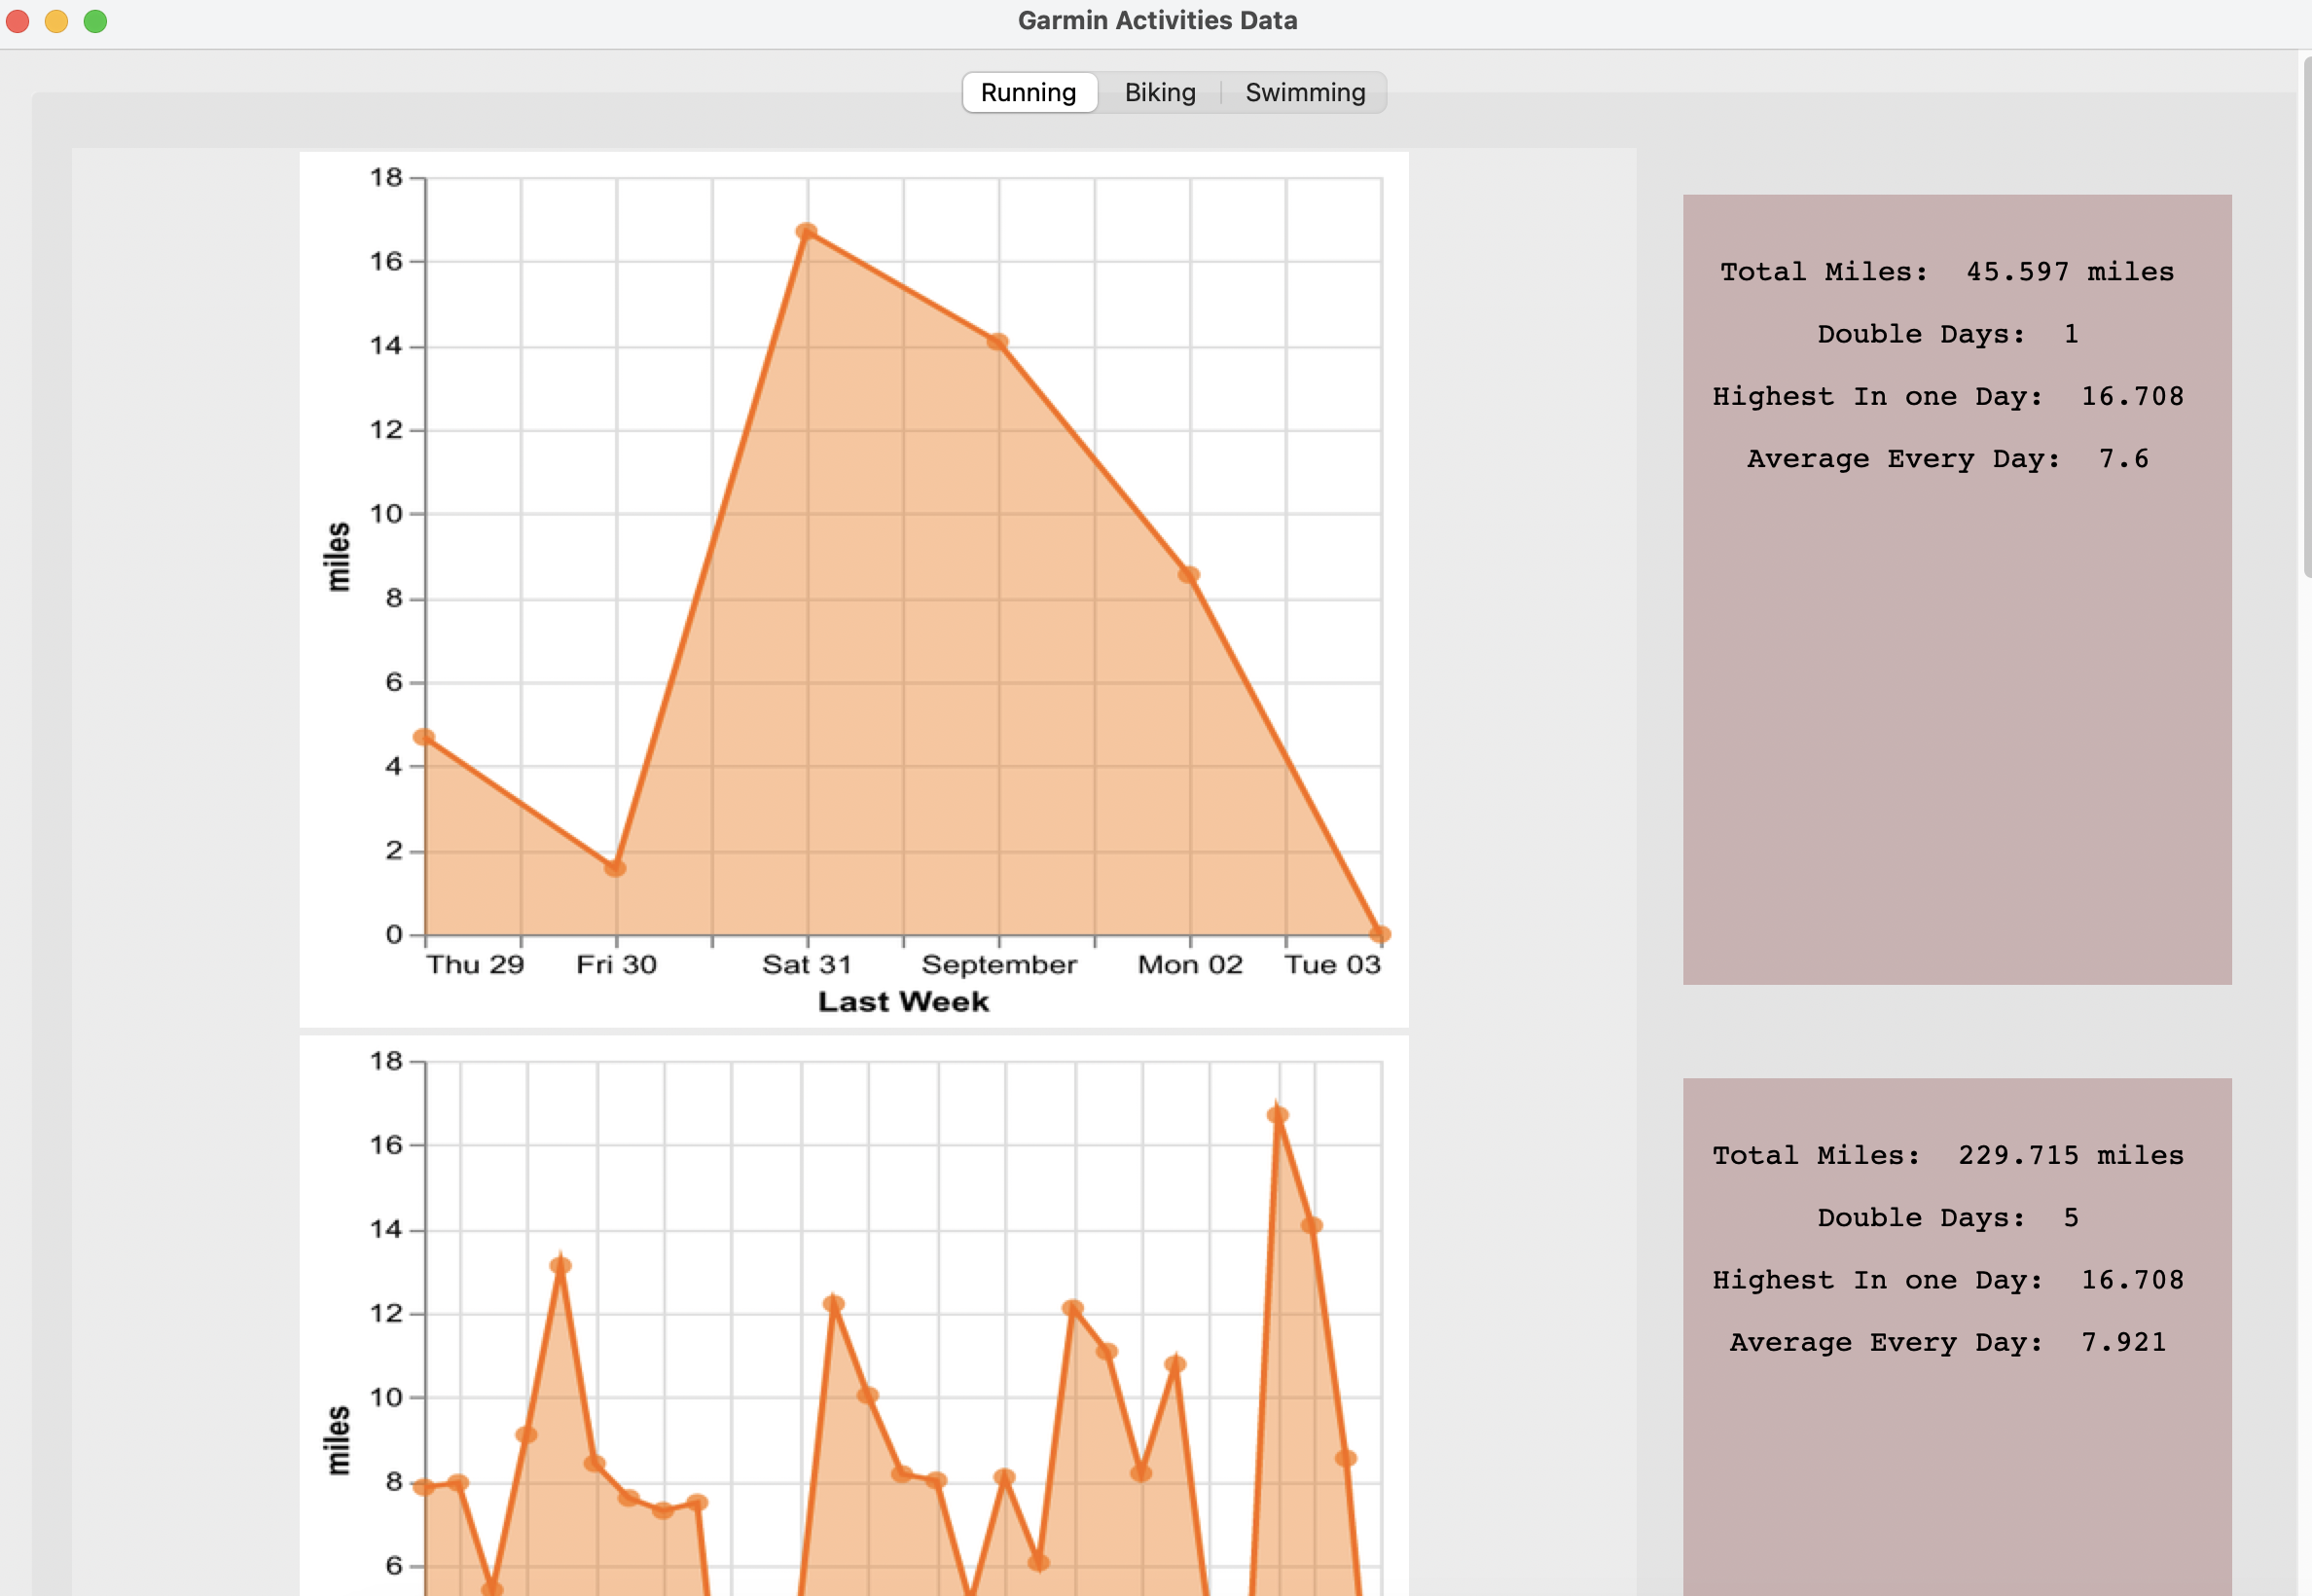 Garmin Activities Data
Running Biking Swimming
18
16
14
12
10
8
6
4
2
0
miles
Thu 29 Fri 30 Sat 31 September Mon 02 Tue 03
Last Week
Total Miles: 45.597 miles
Double Days: 1
Highest In one Day: 16.708
Average Every Day: 7.6
18
16
14
12
10
8
6
miles
Total Miles: 229.715 miles
Double Days: 5
Highest In one Day: 16.708
Average Every Day: 7.921